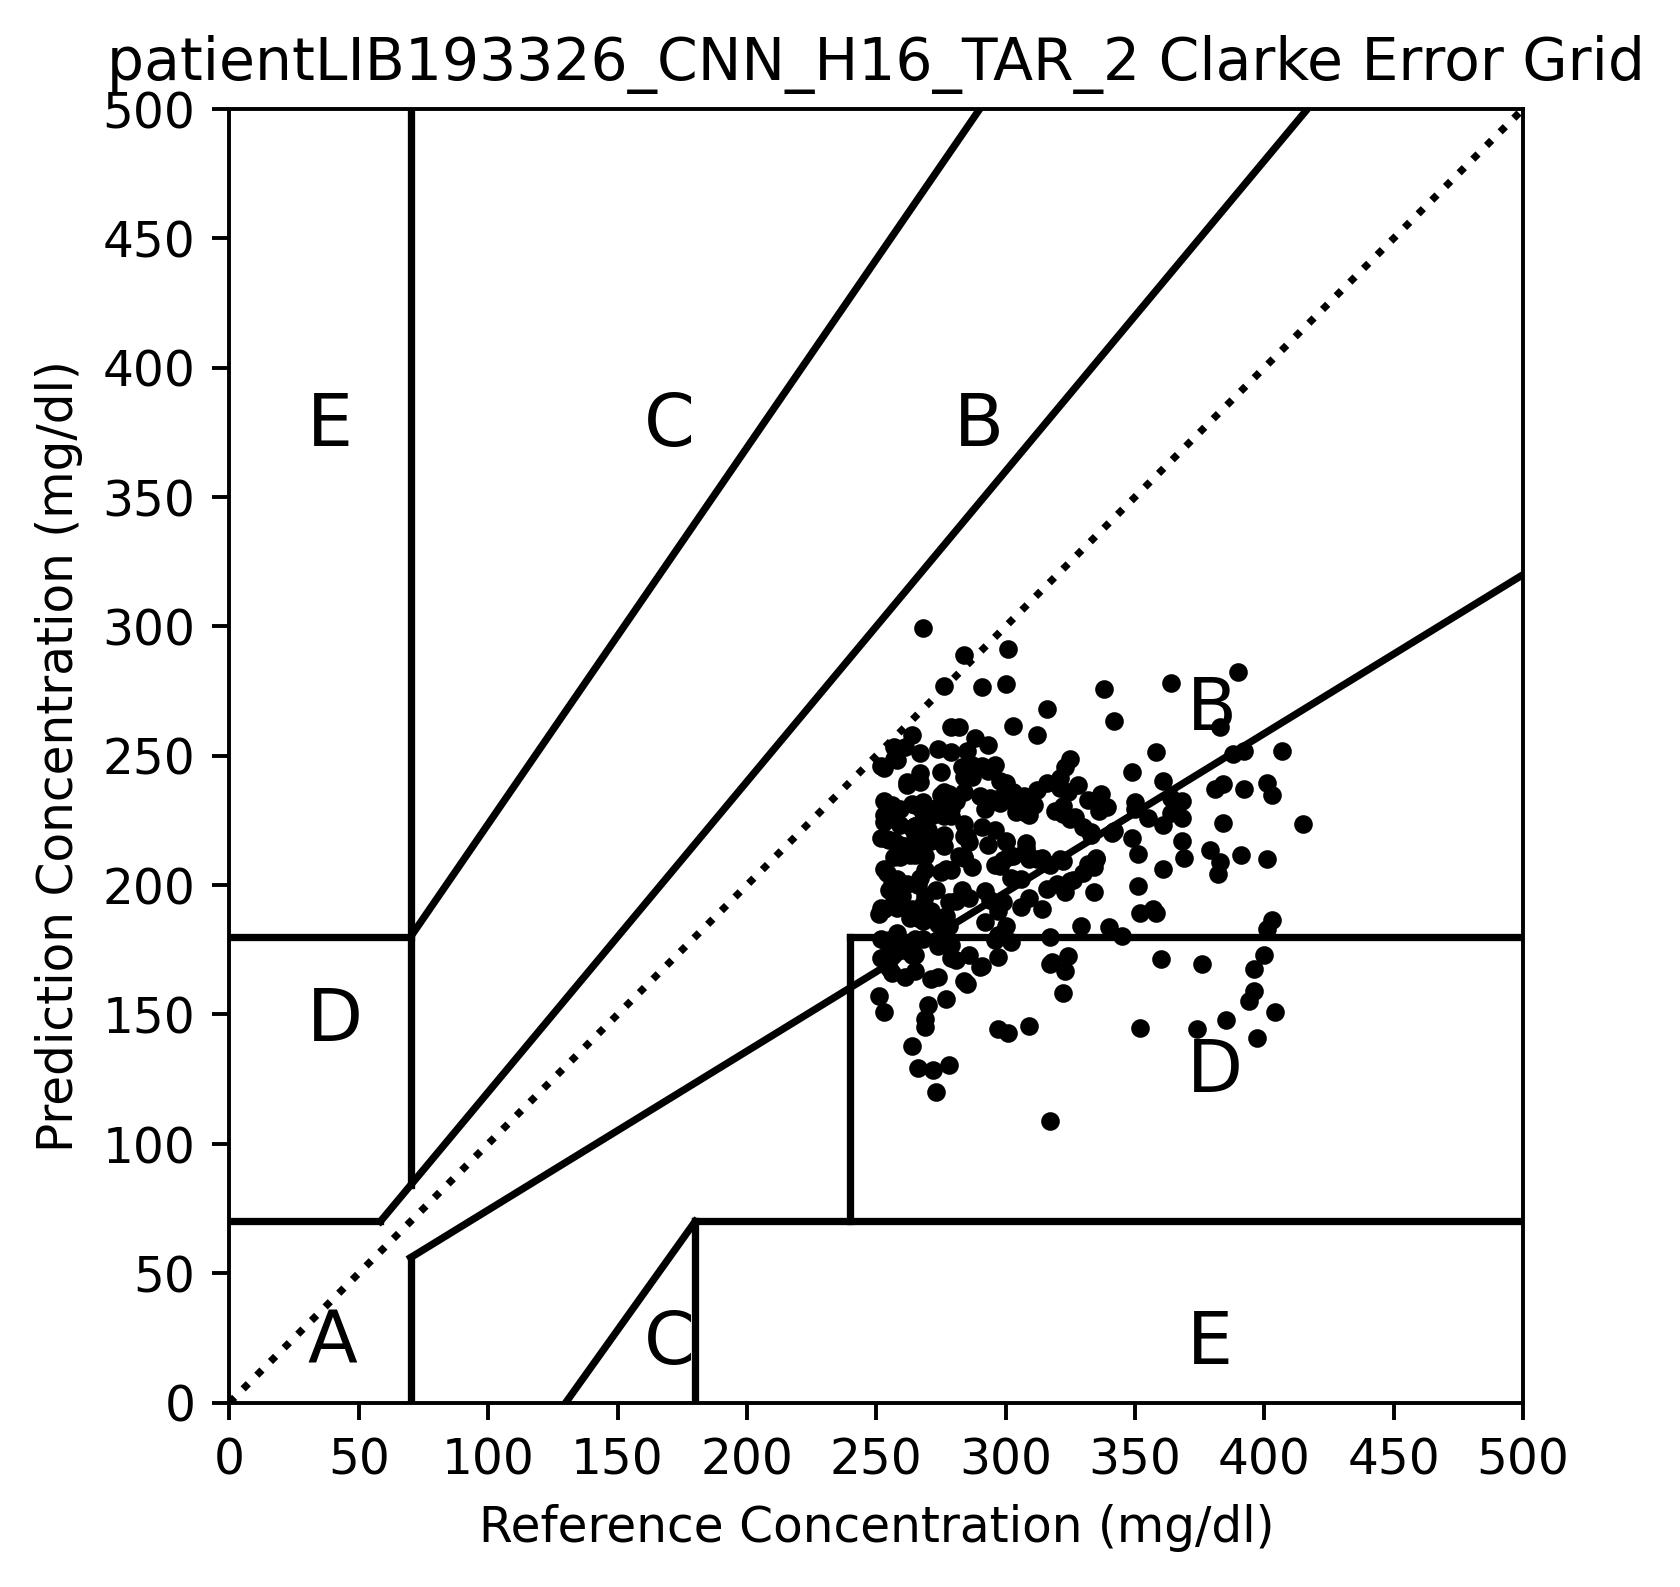 patientLIB193326_CNN_H16_TAR_2 Clarke Error Grid
500
450
400
350
300
250
200
150
100
50
0
Prediction Concentration (mg/dl)
E
C
B
B
D
D
A
C
E
0 50 100 150 200 250 300 350 400 450 500
Reference Concentration (mg/dl)